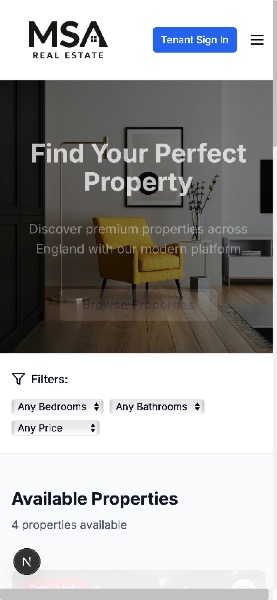 MSA
REAL ESTATE
Tenant Sign In
Find Your Perfect
Property
Discover premium properties across
England with our modern platform
Browse Properties
Filters:
Any Bedrooms
Any Bathrooms
Any Price
Available Properties
4 properties available
N